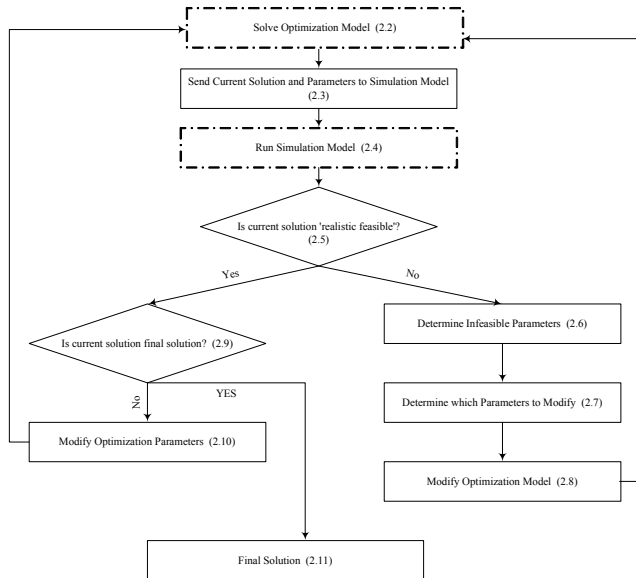 Solve Optimization Model (2.2)
Send Current Solution and Parameters to Simulation Model
(2.3)
Run Simulation Model (2.4)
Is current solution 'realistic feasible'?
(2.5)
Yes
No
Is current solution final solution? (2.9)
Determine Infeasible Parameters (2.6)
No
YES
Determine which Parameters to Modify (2.7)
Modify Optimization Parameters (2.10)
Modify Optimization Model (2.8)
Final Solution (2.11)